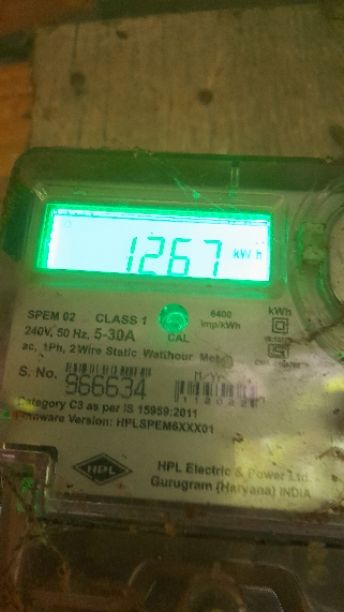 1267 kWh
SPEM 02 CLASS 1 6400 kWh
240V, 50 Hz, 5-30A CAL imp/kWh
ac, 1Ph, 2 Wire Static Watthour Meter
S. No. 966634
Category C3 as per IS 15959:2011
Firmware Version: HPLSPEM6XXX01
HPL
HPL Electric & Power Ltd.
Gurugram (Haryana) INDIA